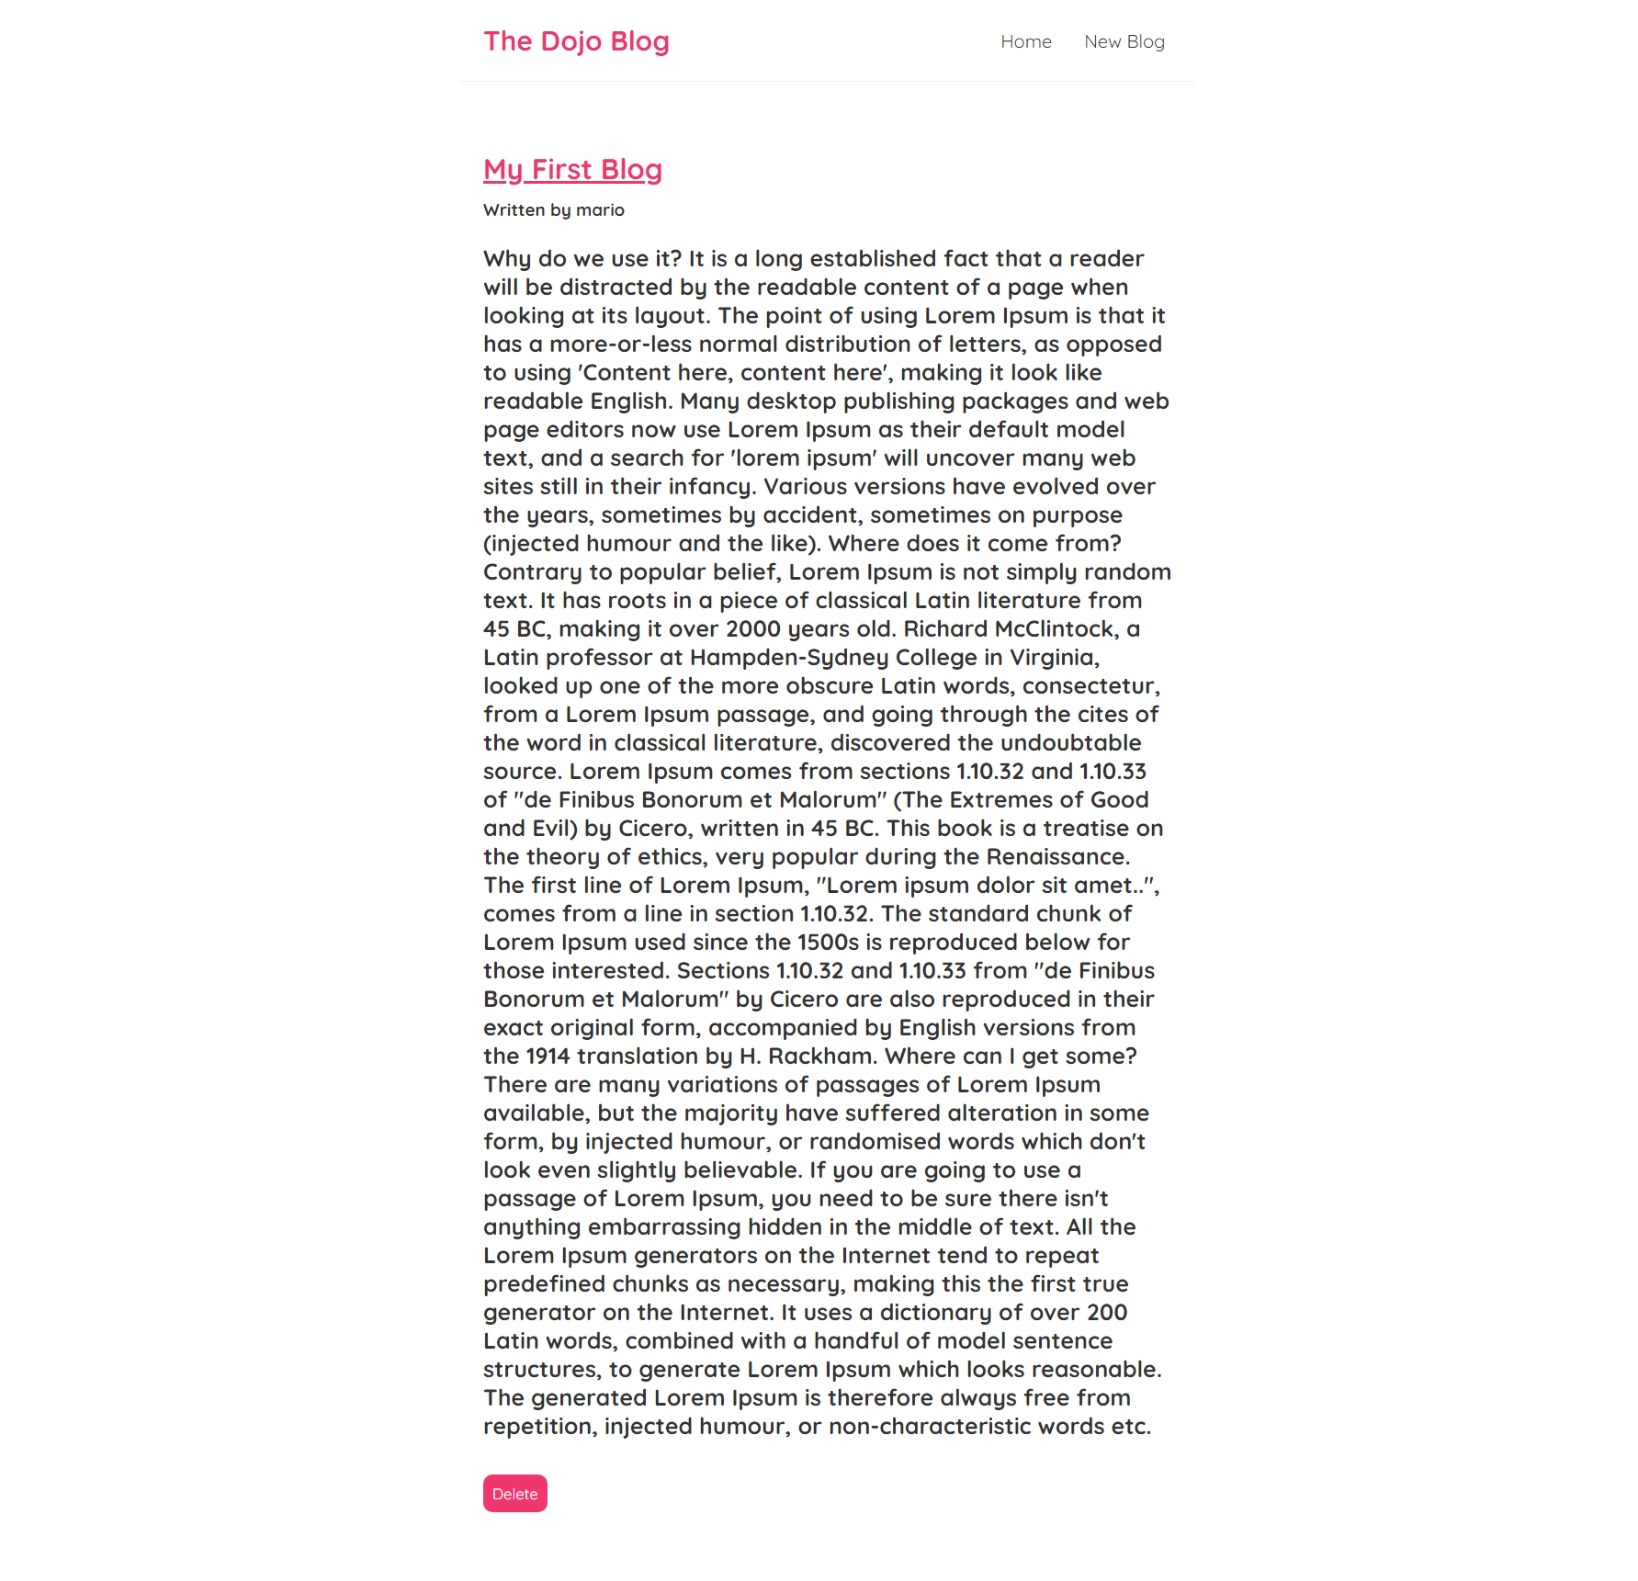 The Dojo Blog
Home New Blog
My First Blog
Written by mario
Why do we use it? It is a long established fact that a reader
will be distracted by the readable content of a page when
looking at its layout. The point of using Lorem Ipsum is that it
has a more-or-less normal distribution of letters, as opposed
to using 'Content here, content here', making it look like
readable English. Many desktop publishing packages and web
page editors now use Lorem Ipsum as their default model
text, and a search for 'lorem ipsum' will uncover many web
sites still in their infancy. Various versions have evolved over
the years, sometimes by accident, sometimes on purpose
(injected humour and the like). Where does it come from?
Contrary to popular belief, Lorem Ipsum is not simply random
text. It has roots in a piece of classical Latin literature from
45 BC, making it over 2000 years old. Richard McClintock, a
Latin professor at Hampden-Sydney College in Virginia,
looked up one of the more obscure Latin words, consectetur,
from a Lorem Ipsum passage, and going through the cites of
the word in classical literature, discovered the undoubtable
source. Lorem Ipsum comes from sections 1.10.32 and 1.10.33
of "de Finibus Bonorum et Malorum" (The Extremes of Good
and Evil) by Cicero, written in 45 BC. This book is a treatise on
the theory of ethics, very popular during the Renaissance.
The first line of Lorem Ipsum, "Lorem ipsum dolor sit amet..",
comes from a line in section 1.10.32. The standard chunk of
Lorem Ipsum used since the 1500s is reproduced below for
those interested. Sections 1.10.32 and 1.10.33 from "de Finibus
Bonorum et Malorum" by Cicero are also reproduced in their
exact original form, accompanied by English versions from
the 1914 translation by H. Rackham. Where can I get some?
There are many variations of passages of Lorem Ipsum
available, but the majority have suffered alteration in some
form, by injected humour, or randomised words which don't
look even slightly believable. If you are going to use a
passage of Lorem Ipsum, you need to be sure there isn't
anything embarrassing hidden in the middle of text. All the
Lorem Ipsum generators on the Internet tend to repeat
predefined chunks as necessary, making this the first true
generator on the Internet. It uses a dictionary of over 200
Latin words, combined with a handful of model sentence
structures, to generate Lorem Ipsum which looks reasonable.
The generated Lorem Ipsum is therefore always free from
repetition, injected humour, or non-characteristic words etc.
Delete